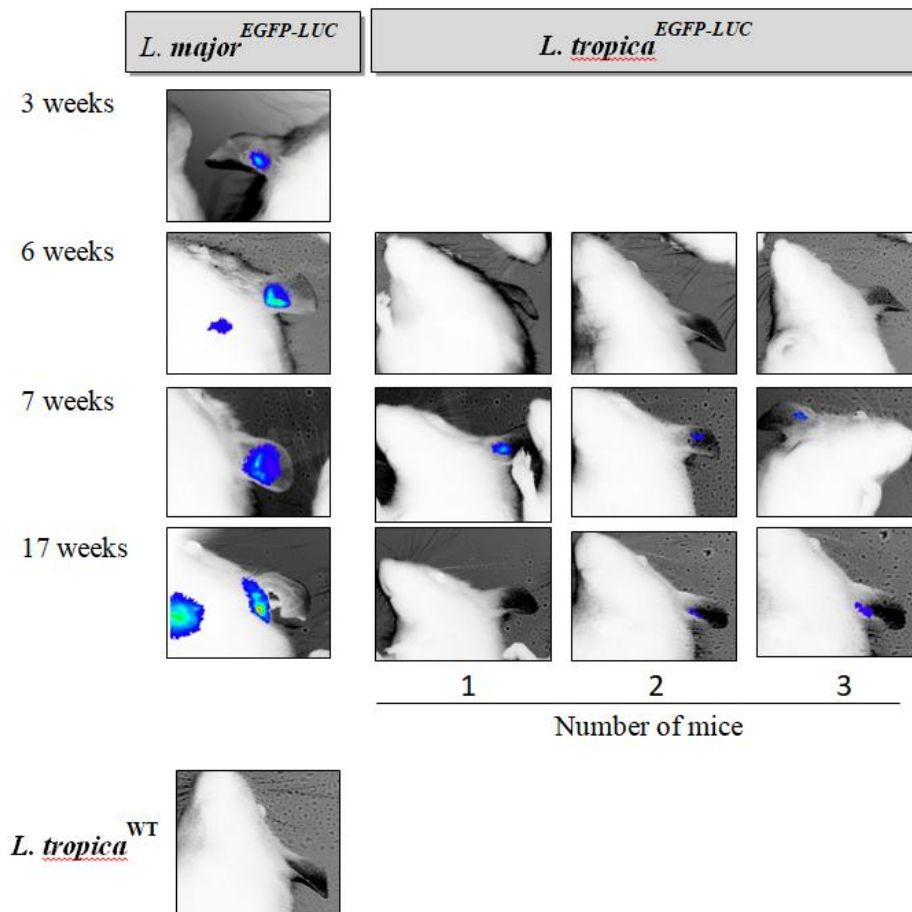 L. major EGFP-LUC
L. tropica EGFP-LUC
3 weeks
6 weeks
7 weeks
17 weeks
1 2 3
Number of mice
L. tropica WT